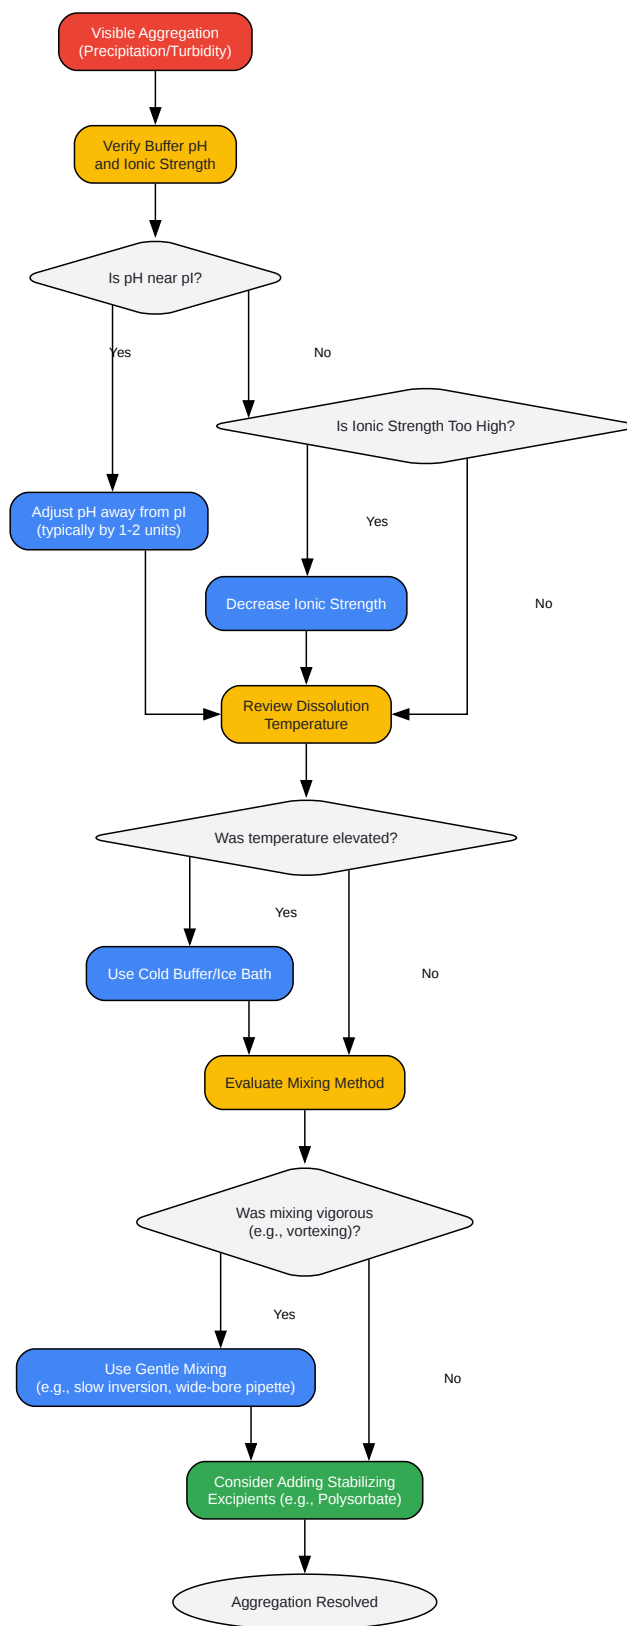 Visible Aggregation
(Precipitation/Turbidity)
Verify Buffer pH
and Ionic Strength
Is pH near pI?
Yes
No
Is Ionic Strength Too High?
Adjust pH away from pI
(typically by 1-2 units)
Yes
Decrease Ionic Strength
No
Review Dissolution
Temperature
Was temperature elevated?
Yes
Use Cold Buffer/Ice Bath
No
Evaluate Mixing Method
Was mixing vigorous
(e.g., vortexing)?
Yes
Use Gentle Mixing
(e.g., slow inversion, wide-bore pipette)
No
Consider Adding Stabilizing
Excipients (e.g., Polysorbate)
Aggregation Resolved